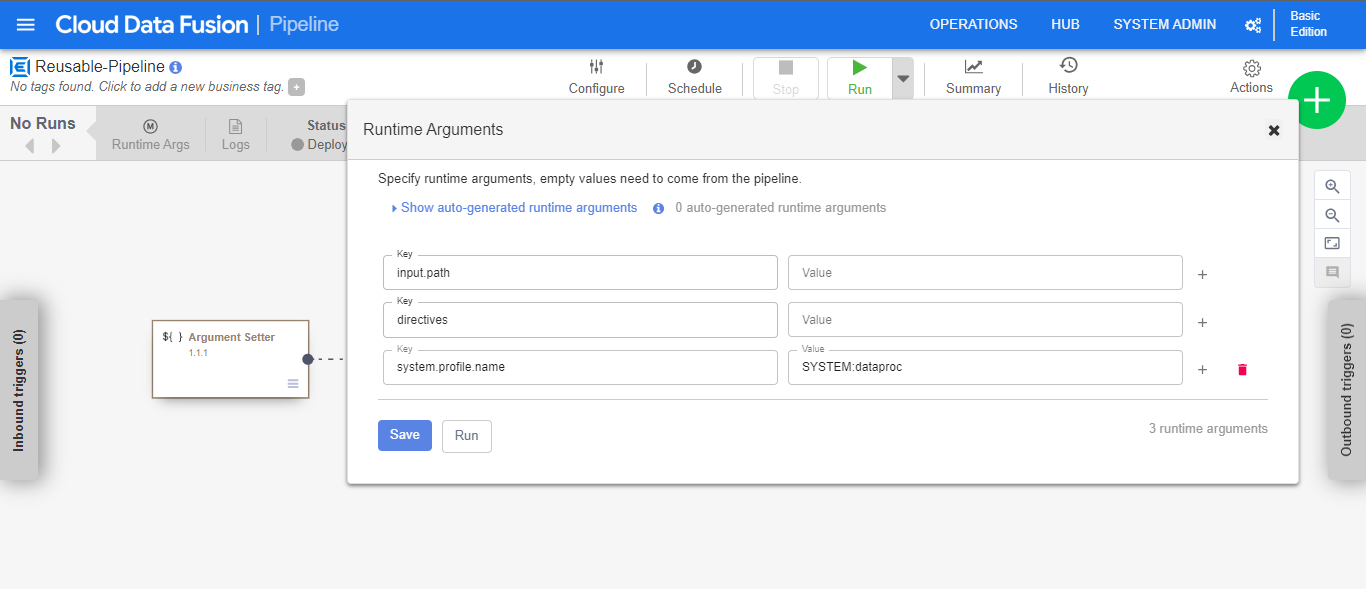 Cloud Data Fusion | Pipeline
OPERATIONS
HUB
SYSTEM ADMIN
Basic
Edition
Reusable-Pipeline
No tags found. Click to add a new business tag. +
Configure
Schedule
Stop
Run
Summary
History
Actions
No Runs
M
Runtime Args
Logs
Status
Deploy
Runtime Arguments
Specify runtime arguments, empty values need to come from the pipeline.
Show auto-generated runtime arguments
0 auto-generated runtime arguments
Key
input.path
Value
Key
directives
Value
Key
system.profile.name
Value
SYSTEM:dataproc
Save
Run
3 runtime arguments
${ } Argument Setter
1.1.1
Inbound triggers (0)
Outbound triggers (0)